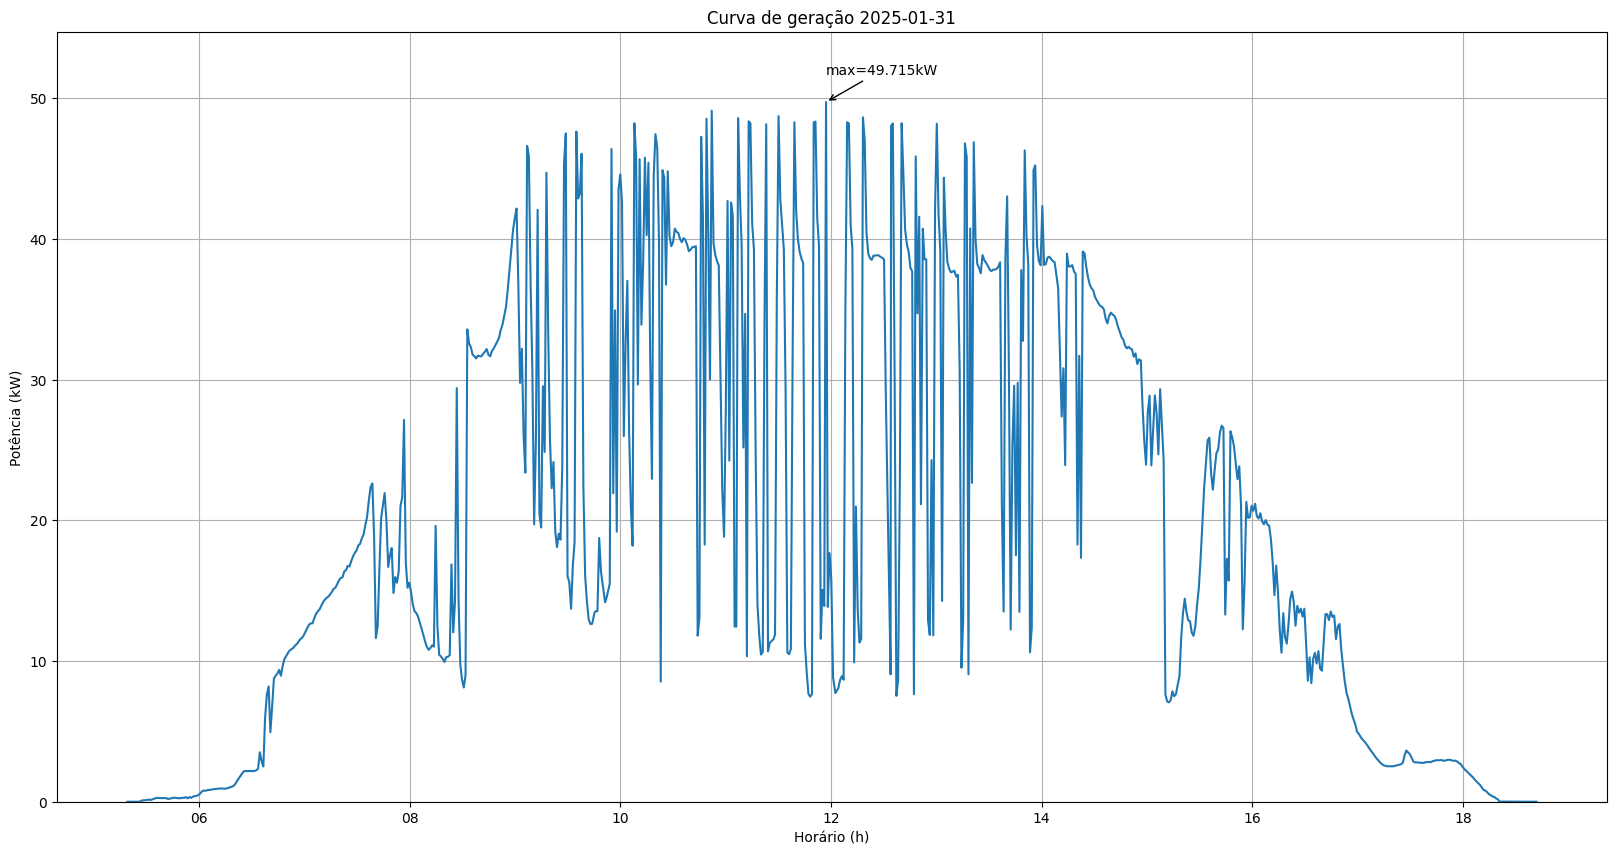 Curva de geração 2025-01-31
max=49.715kW
50
40
30
20
10
0
Potência (kW)
06 08 10 12 14 16 18
Horário (h)